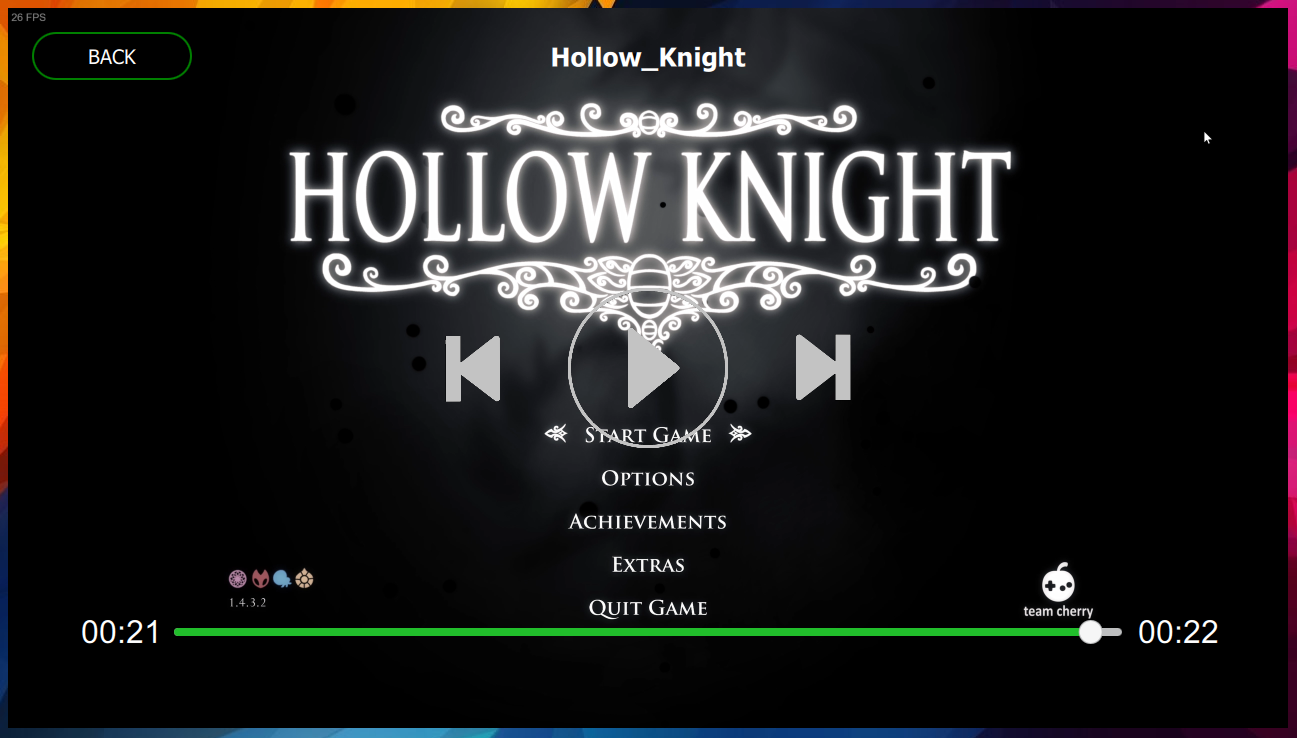 26 FPS
BACK
Hollow_Knight
HOLLOW KNIGHT
START GAME
OPTIONS
ACHIEVEMENTS
EXTRAS
QUIT GAME
1.4.3.2
team cherry
00:21
00:22